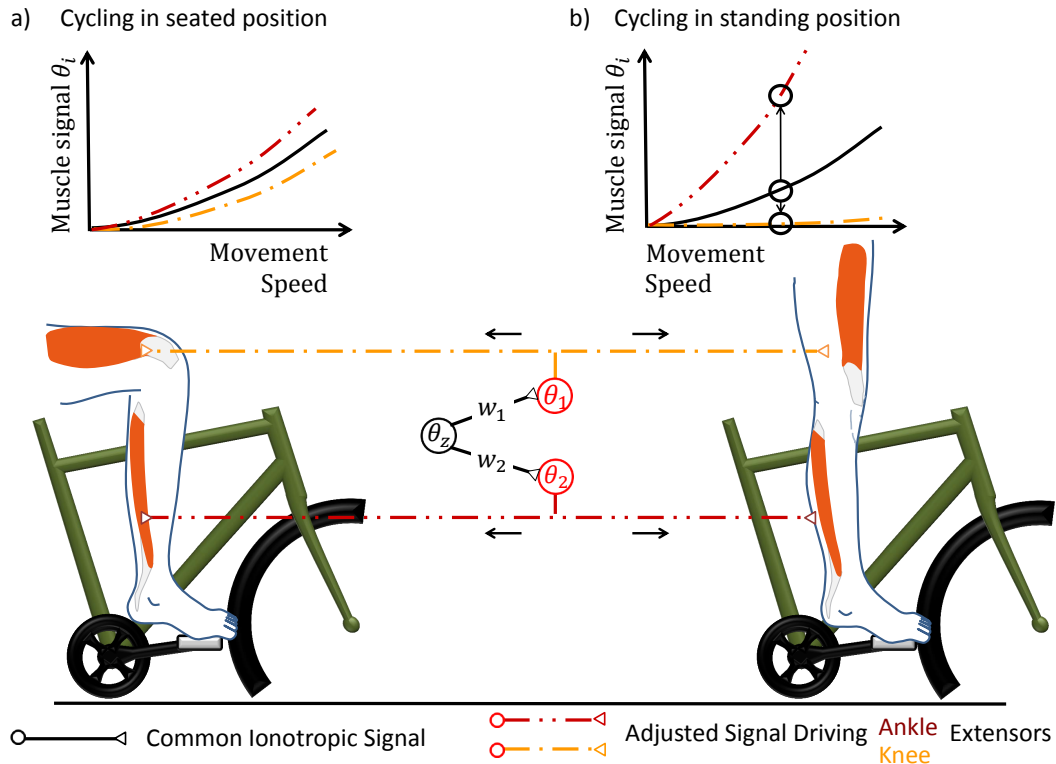 a) Cycling in seated position
b) Cycling in standing position
Muscle signal θᵢ
Movement
Speed
Muscle signal θᵢ
Movement
Speed
θ₁
w₁
θz
w₂
θ₂
Common Ionotropic Signal
Adjusted Signal Driving Ankle Extensors
Knee